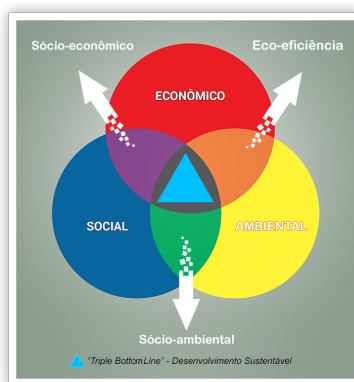 Sócio-econômico
Eco-eficiência
ECONÔMICO
SOCIAL
AMBIENTAL
Sócio-ambiental
"Triple BottomLine" - Desenvolvimento Sustentável